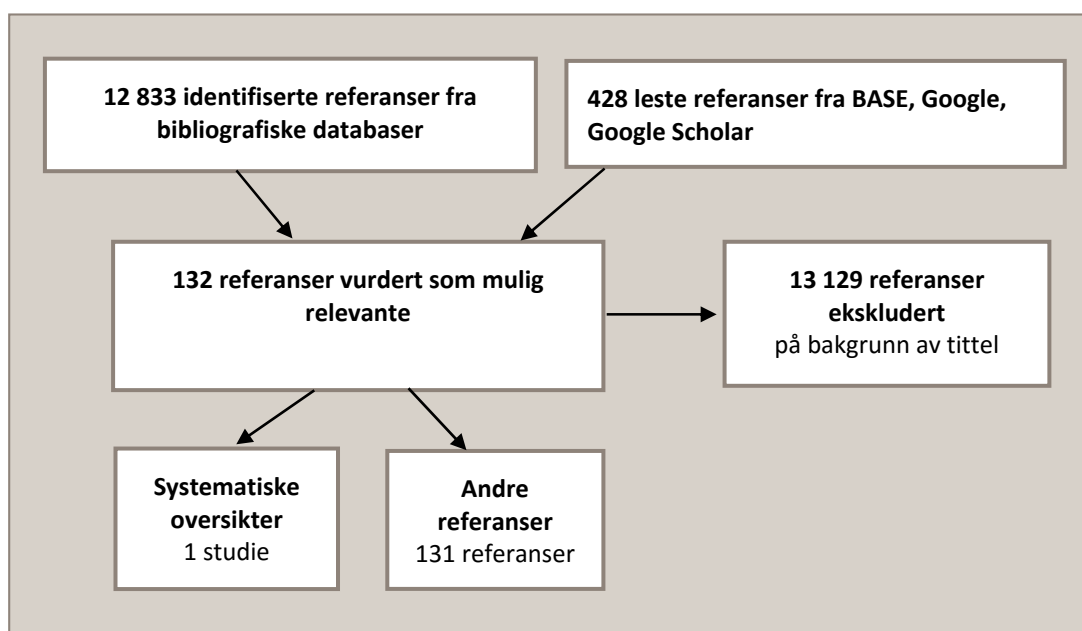 12 833 identifiserte referanser fra
bibliografiske databaser
428 leste referanser fra BASE, Google,
Google Scholar
132 referanser vurdert som mulig
relevante
13 129 referanser
ekskludert
på bakgrunn av tittel
Systematiske
oversikter
1 studie
Andre
referanser
131 referanser